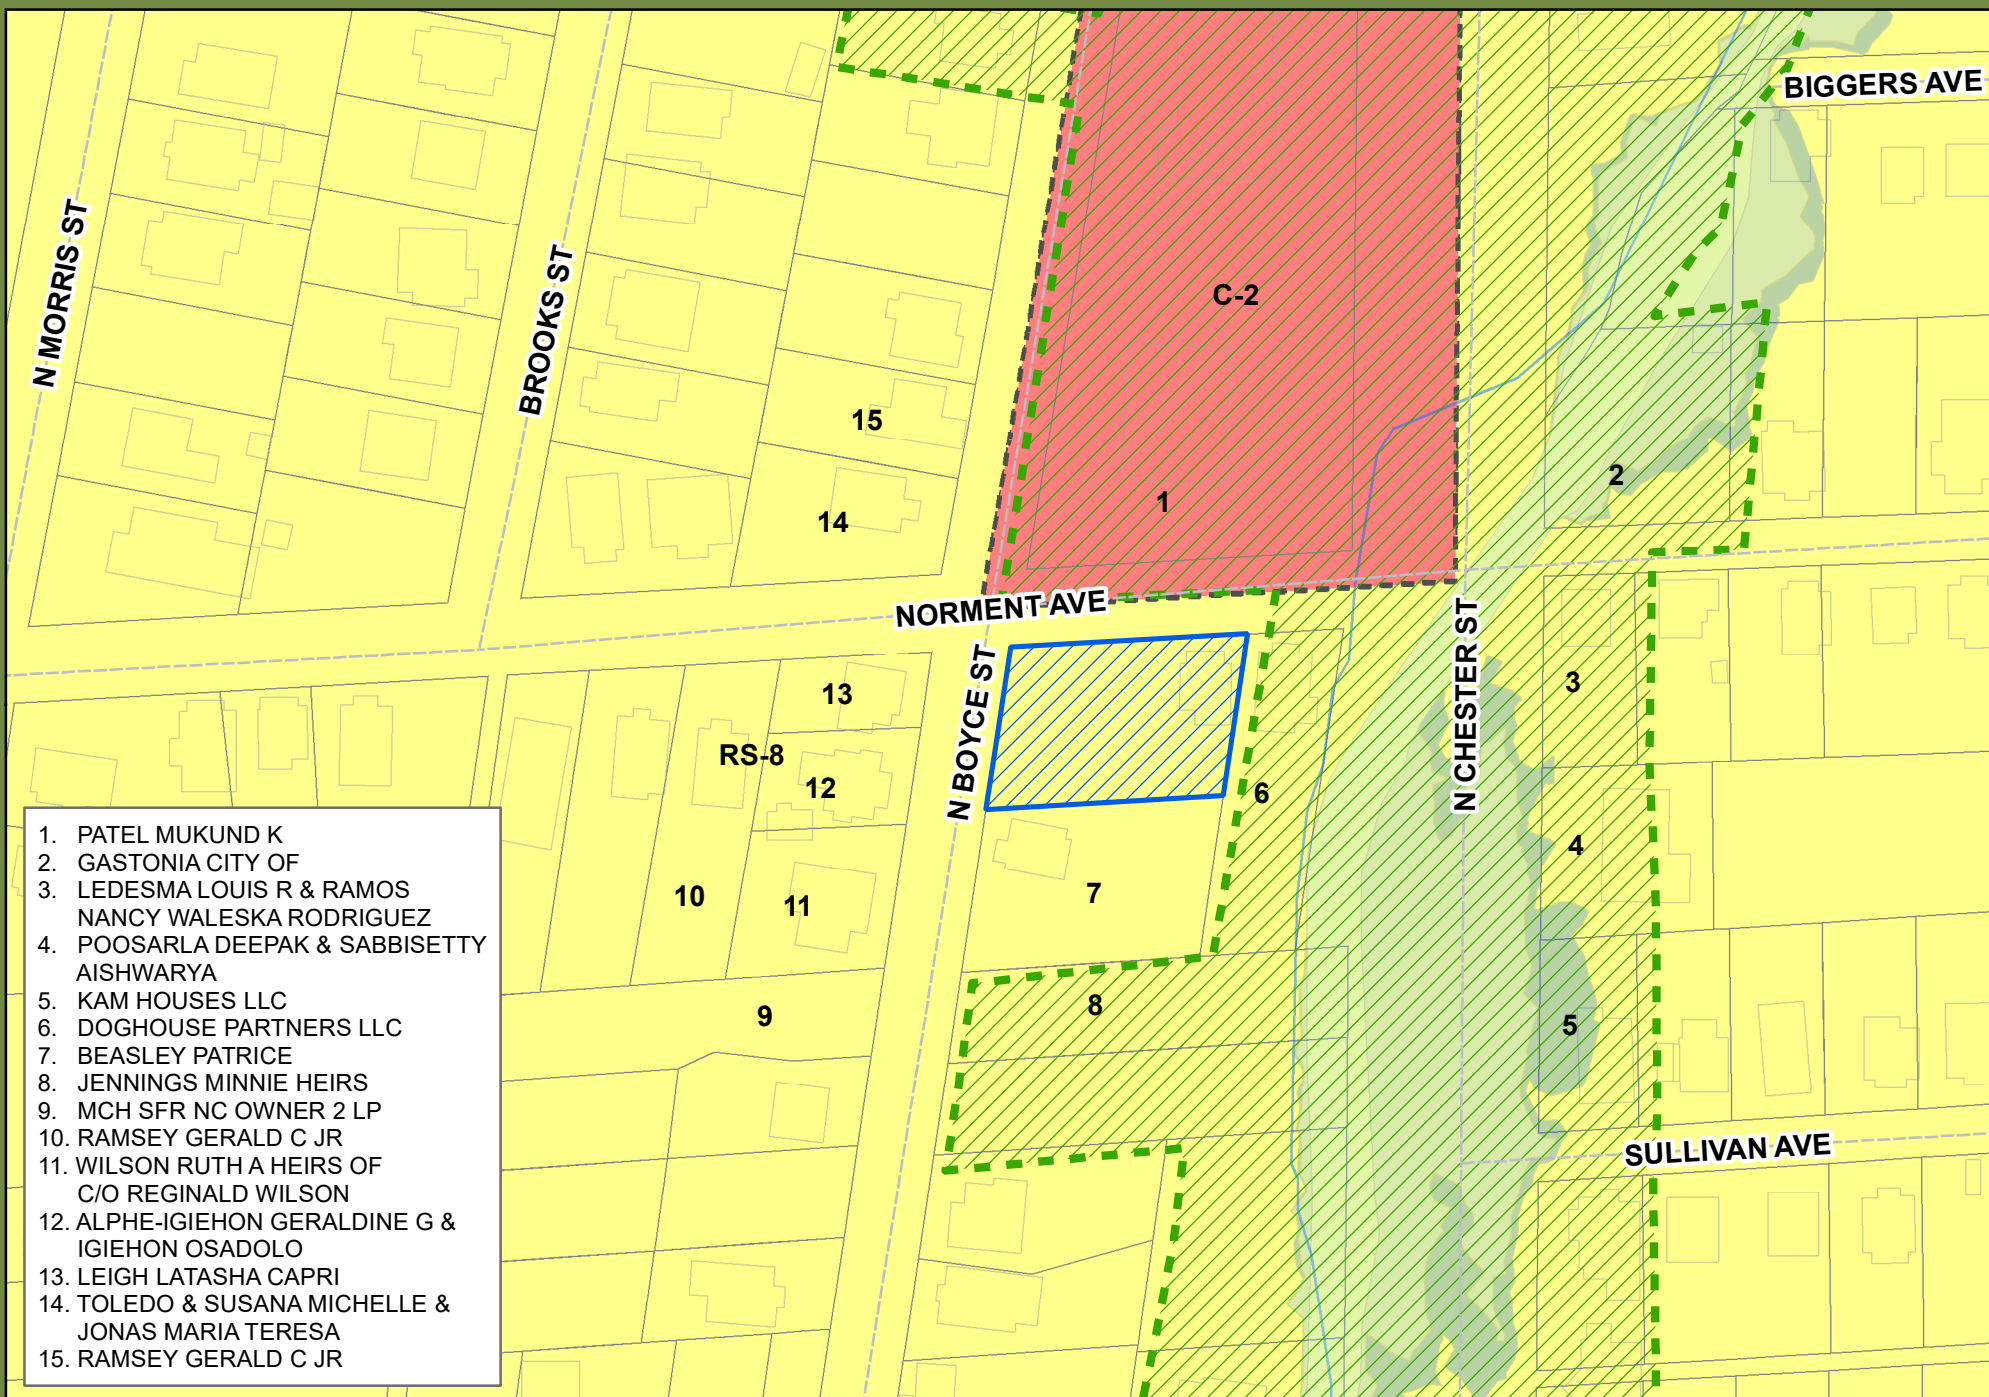 BIGGERS AVE
N MORRIS ST
BROOKS ST
C-2
15
1
2
14
NORMENT AVE
N BOYCE ST
N CHESTER ST
13
3
RS-8
12
6
4
10
11
7
9
8
5
SULLIVAN AVE
1. PATEL MUKUND K
2. GASTONIA CITY OF
3. LEDESMA LOUIS R & RAMOS
NANCY WALESKA RODRIGUEZ
4. POOSARLA DEEPAK & SABBISETTY
AISHWARYA
5. KAM HOUSES LLC
6. DOGHOUSE PARTNERS LLC
7. BEASLEY PATRICE
8. JENNINGS MINNIE HEIRS
9. MCH SFR NC OWNER 2 LP
10. RAMSEY GERALD C JR
11. WILSON RUTH A HEIRS OF
C/O REGINALD WILSON
12. ALPHE-IGIEHON GERALDINE G &
IGIEHON OSADOLO
13. LEIGH LATASHA CAPRI
14. TOLEDO & SUSANA MICHELLE &
JONAS MARIA TERESA
15. RAMSEY GERALD C JR